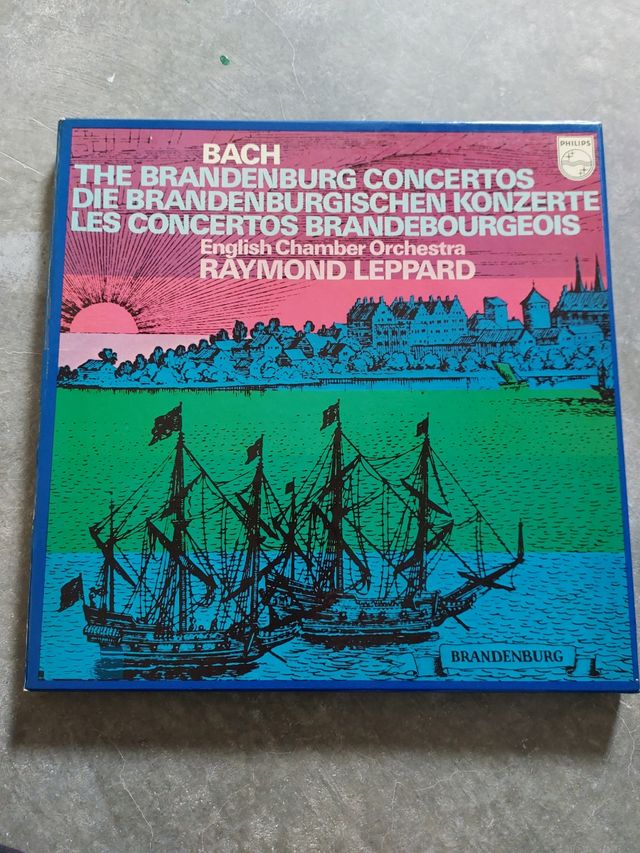 BACH
PHILIPS
THE BRANDENBURG CONCERTOS
DIE BRANDENBURGISCHEN KONZERTE
LES CONCERTOS BRANDEBOURGEOIS
English Chamber Orchestra
RAYMOND LEPPARD
BRANDENBURG